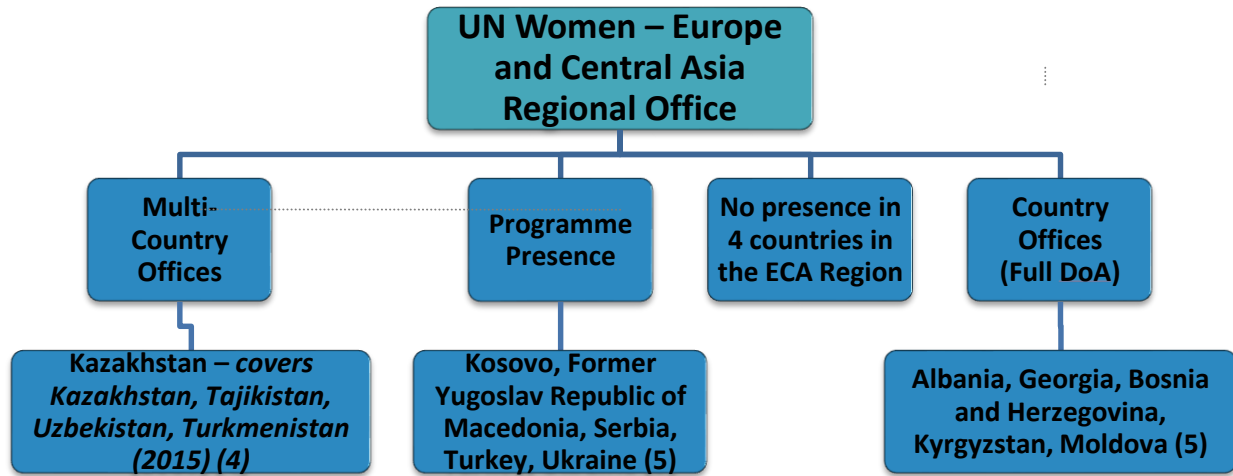 UN Women – Europe
and Central Asia
Regional Office
Multi-
Country
Offices
Programme
Presence
No presence in
4 countries in
the ECA Region
Country
Offices
(Full DoA)
Kazakhstan – covers
Kazakhstan, Tajikistan,
Uzbekistan, Turkmenistan
(2015) (4)
Kosovo, Former
Yugoslav Republic of
Macedonia, Serbia,
Turkey, Ukraine (5)
Albania, Georgia, Bosnia
and Herzegovina,
Kyrgyzstan, Moldova (5)